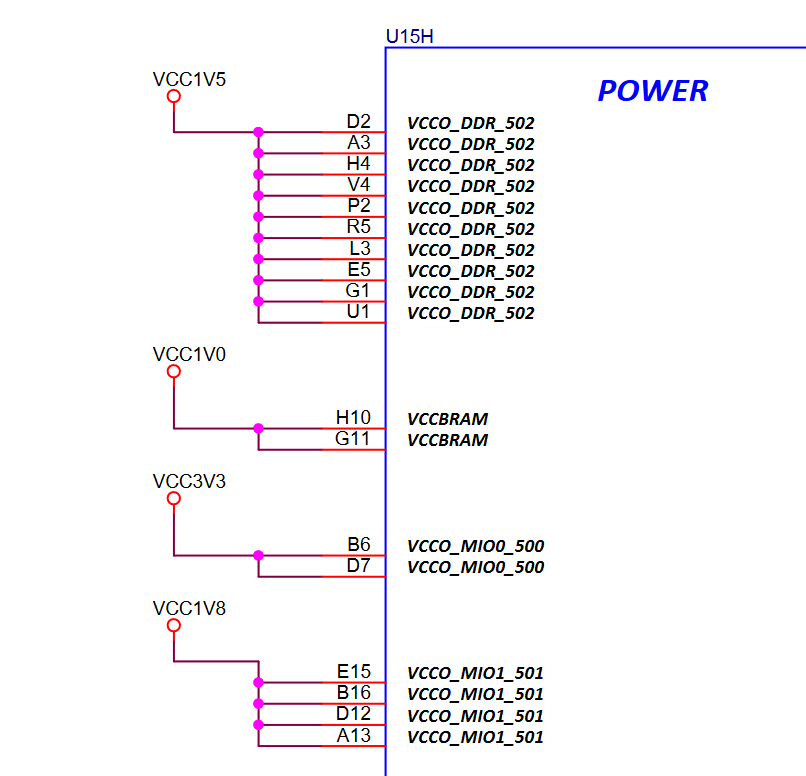 U15H
POWER
VCC1V5
D2 VCCO_DDR_502
A3 VCCO_DDR_502
H4 VCCO_DDR_502
V4 VCCO_DDR_502
P2 VCCO_DDR_502
R5 VCCO_DDR_502
L3 VCCO_DDR_502
E5 VCCO_DDR_502
G1 VCCO_DDR_502
U1 VCCO_DDR_502
VCC1V0
H10 VCCBRAM
G11 VCCBRAM
VCC3V3
B6 VCCO_MIO0_500
D7 VCCO_MIO0_500
VCC1V8
E15 VCCO_MIO1_501
B16 VCCO_MIO1_501
D12 VCCO_MIO1_501
A13 VCCO_MIO1_501